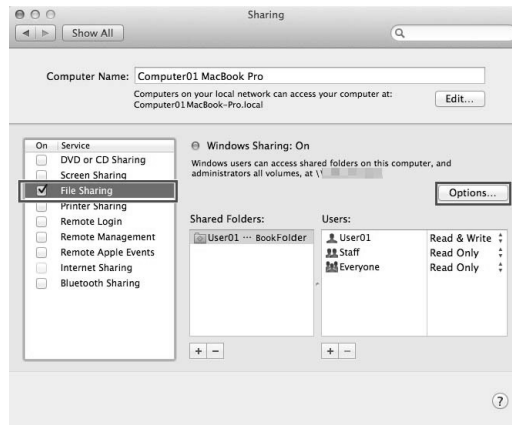 Sharing
Show All
Computer Name: Computer01 MacBook Pro
Computers on your local network can access your computer at:
Computer01MacBook-Pro.local
Edit...
On Service
DVD or CD Sharing
Screen Sharing
File Sharing
Printer Sharing
Remote Login
Remote Management
Remote Apple Events
Internet Sharing
Bluetooth Sharing
Windows Sharing: On
Windows users can access shared folders on this computer, and
administrators all volumes, at \\
Options...
Shared Folders:
User01 ··· BookFolder
Users:
User01 Read & Write
Staff Read Only
Everyone Read Only
+ −
+ −
?